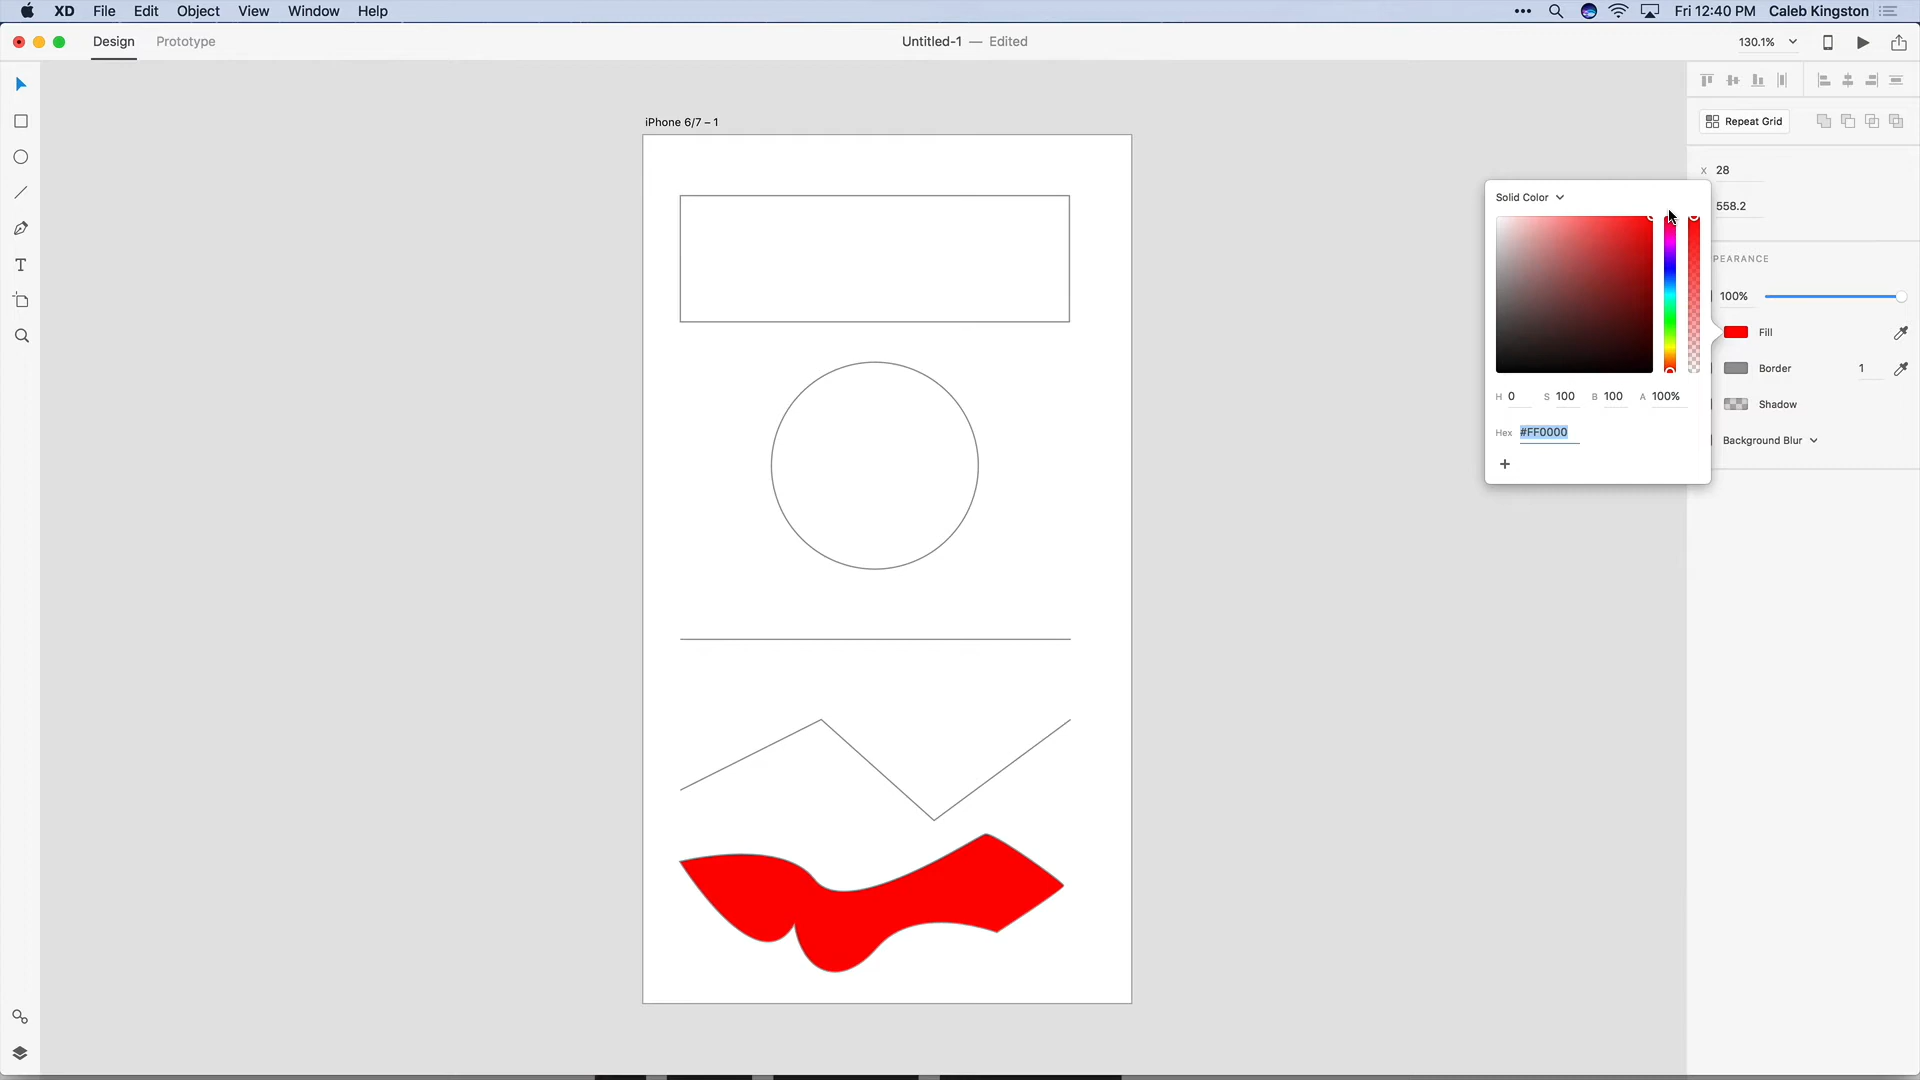 XD File Edit Object View Window Help
Fri 12:40 PM Caleb Kingston
Design Prototype
Untitled-1 — Edited
130.1%
Repeat Grid
iPhone 6/7 – 1
X 28
558.2
Solid Color
PEARANCE
100%
Fill
Border 1
Shadow
Background Blur
H 0 S 100 B 100 A 100%
Hex #FF0000